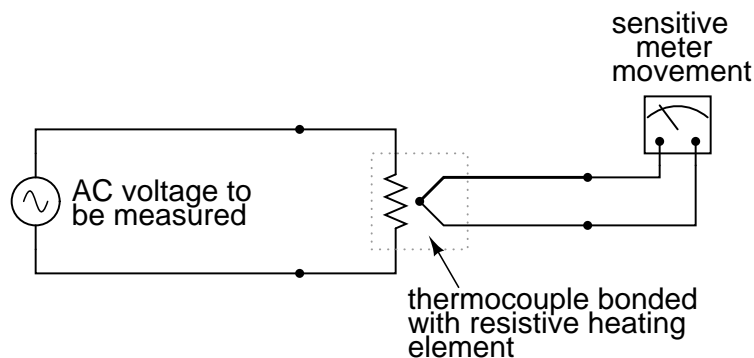 sensitive
meter
movement
AC voltage to
be measured
thermocouple bonded
with resistive heating
element